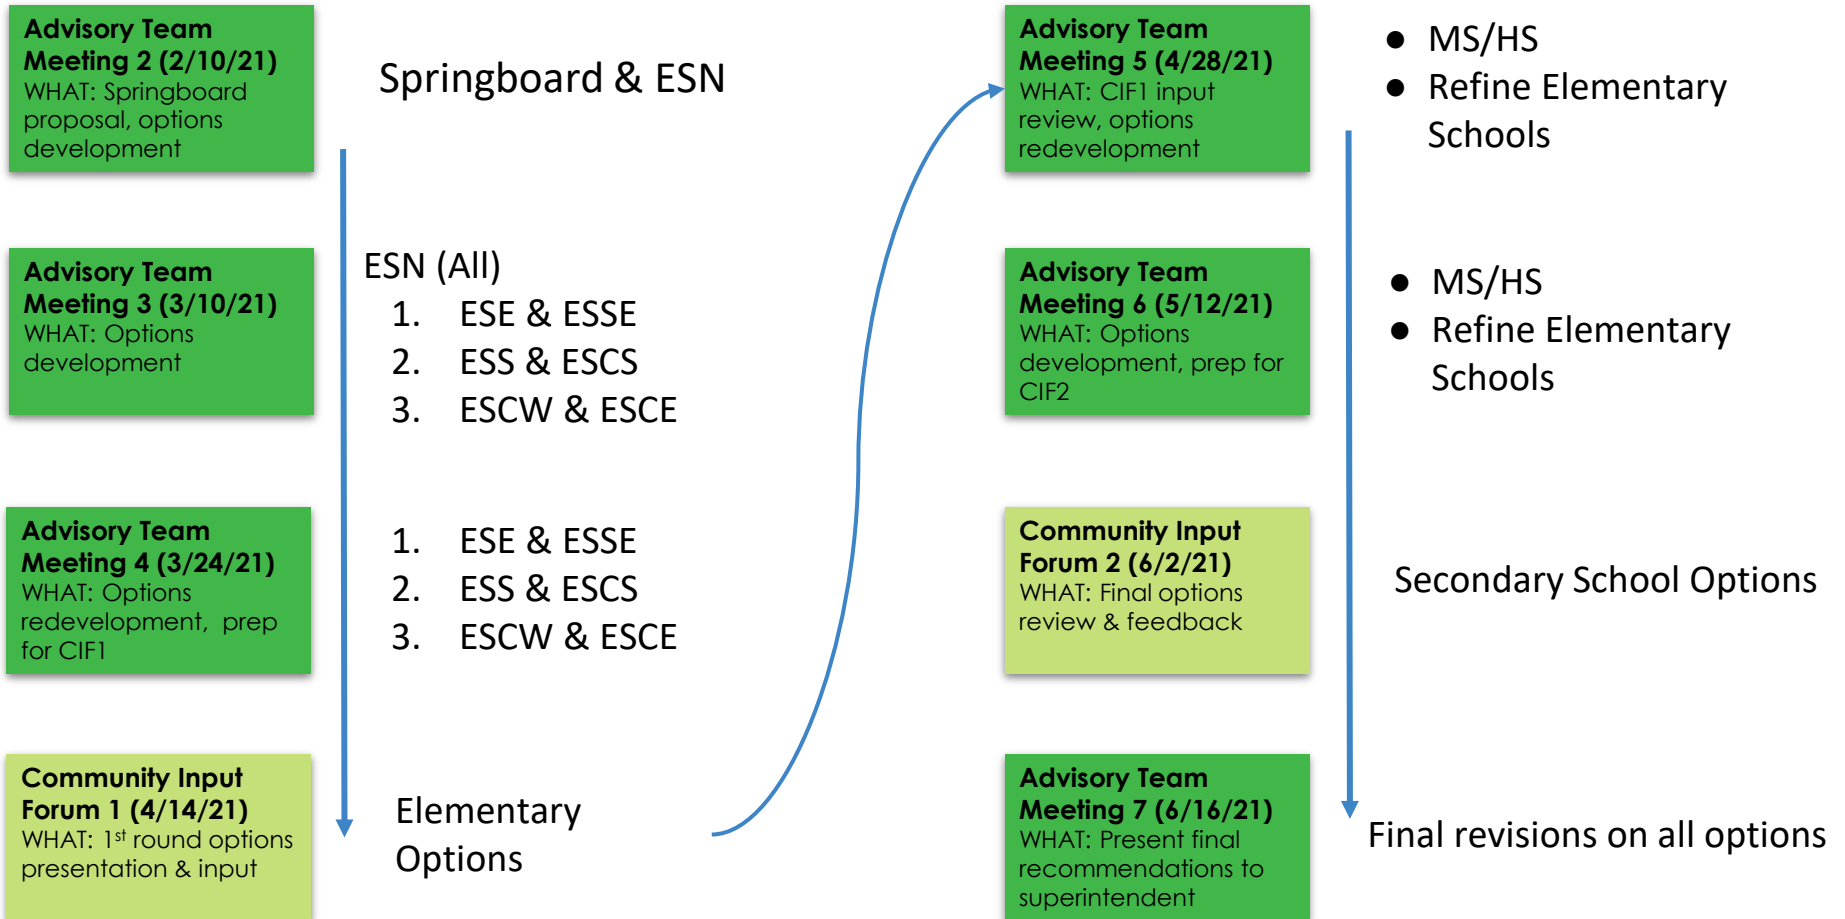 Advisory Team
Meeting 2 (2/10/21)
WHAT: Springboard
proposal, options
development
Springboard & ESN
Advisory Team
Meeting 3 (3/10/21)
WHAT: Options
development
ESN (All)
1. ESE & ESSE
2. ESS & ESCS
3. ESCW & ESCE
Advisory Team
Meeting 4 (3/24/21)
WHAT: Options
redevelopment, prep
for CIF1
1. ESE & ESSE
2. ESS & ESCS
3. ESCW & ESCE
Community Input
Forum 1 (4/14/21)
WHAT: 1st round options
presentation & input
Elementary
Options
Advisory Team
Meeting 5 (4/28/21)
WHAT: CIF1 input
review, options
redevelopment
● MS/HS
● Refine Elementary
Schools
Advisory Team
Meeting 6 (5/12/21)
WHAT: Options
development, prep for
CIF2
● MS/HS
● Refine Elementary
Schools
Community Input
Forum 2 (6/2/21)
WHAT: Final options
review & feedback
Secondary School Options
Advisory Team
Meeting 7 (6/16/21)
WHAT: Present final
recommendations to
superintendent
Final revisions on all options